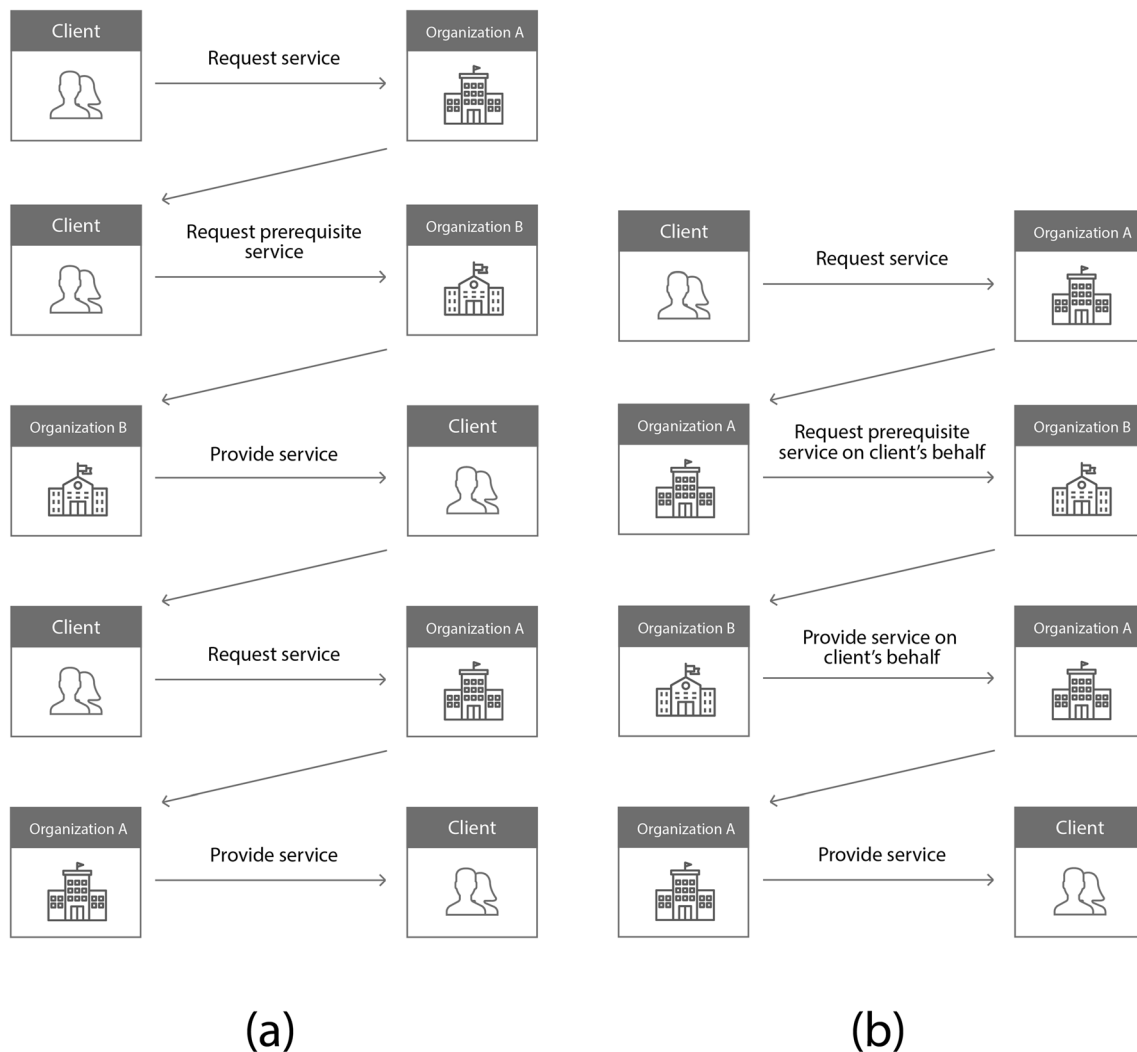 Client
Request service
Organization A
Client
Request prerequisite
service
Organization B
Organization B
Provide service
Client
Client
Request service
Organization A
Organization A
Provide service
Client
(a)
Client
Request service
Organization A
Organization A
Request prerequisite
service on client’s behalf
Organization B
Organization B
Provide service on
client’s behalf
Organization A
Organization A
Provide service
Client
(b)